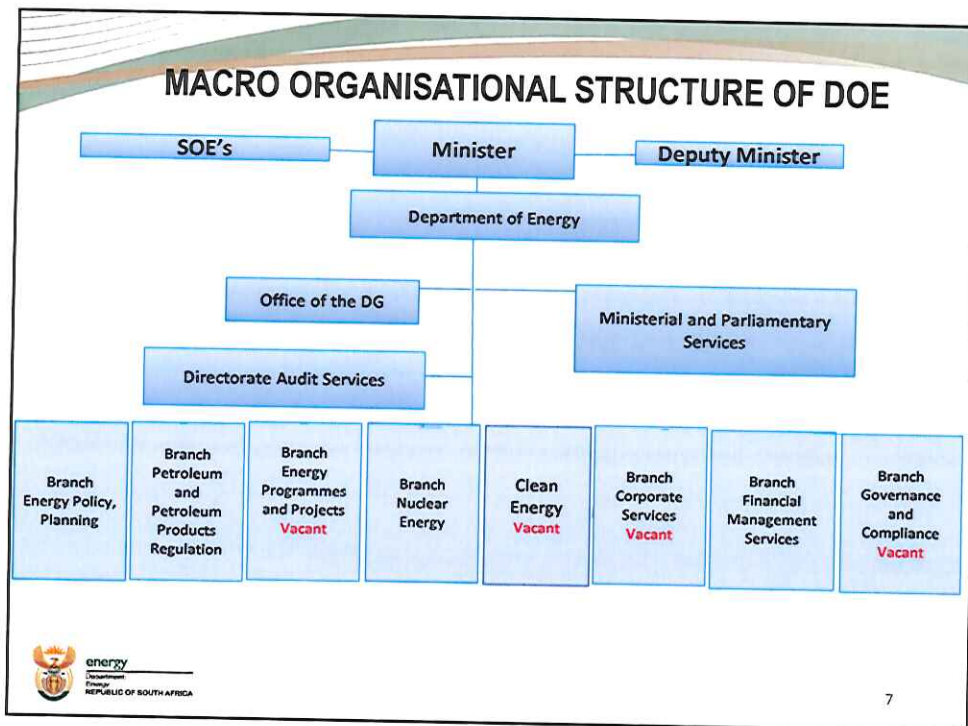 MACRO ORGANISATIONAL STRUCTURE OF DOE
SOE's
Minister
Deputy Minister
Department of Energy
Office of the DG
Ministerial and Parliamentary
Services
Directorate Audit Services
Branch
Energy Policy,
Planning
Branch
Petroleum
and
Petroleum
Products
Regulation
Branch
Energy
Programmes
and Projects
Vacant
Branch
Nuclear
Energy
Clean
Energy
Vacant
Branch
Corporate
Services
Vacant
Branch
Financial
Management
Services
Branch
Governance
and
Compliance
Vacant
energy
Department:
Energy
REPUBLIC OF SOUTH AFRICA
7